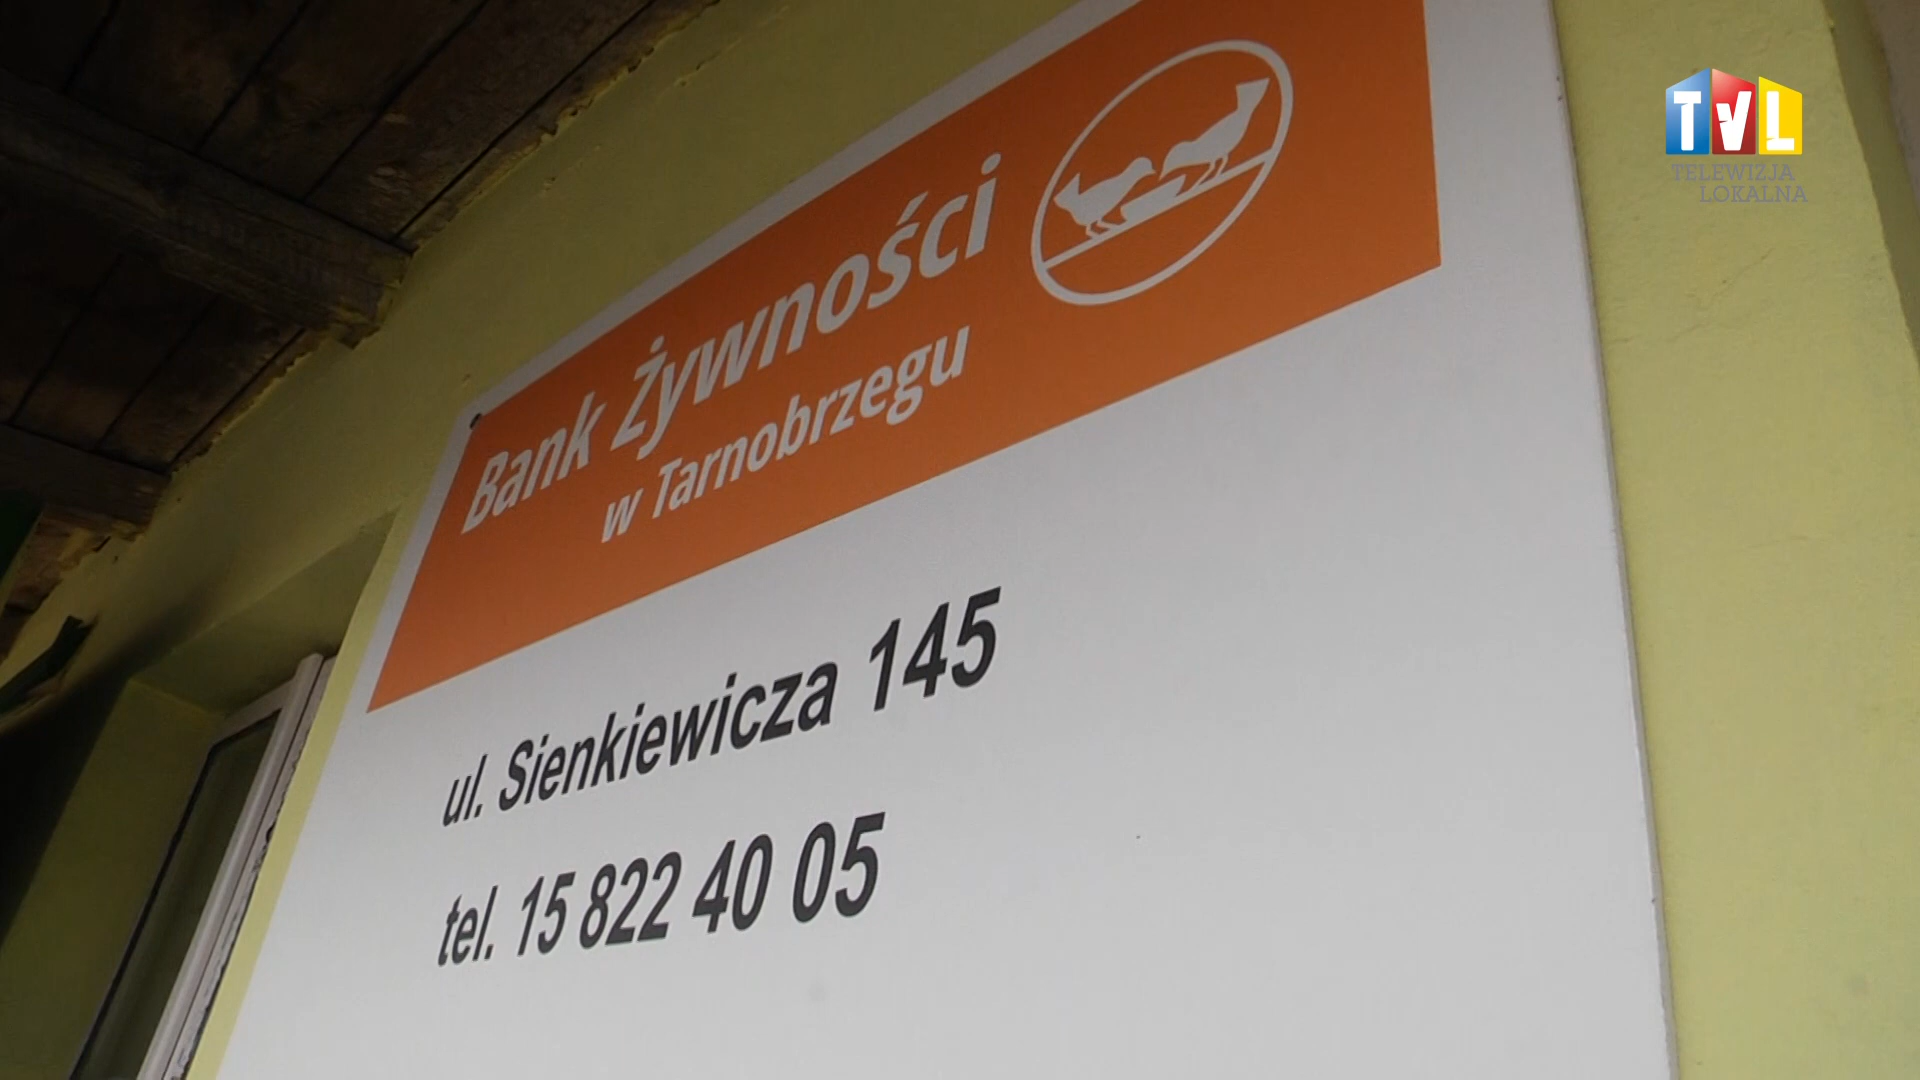 Bank Żywności
w Tarnobrzegu
ul. Sienkiewicza 145
tel. 15 822 40 05
TVL
TELEWIZJA
LOKALNA